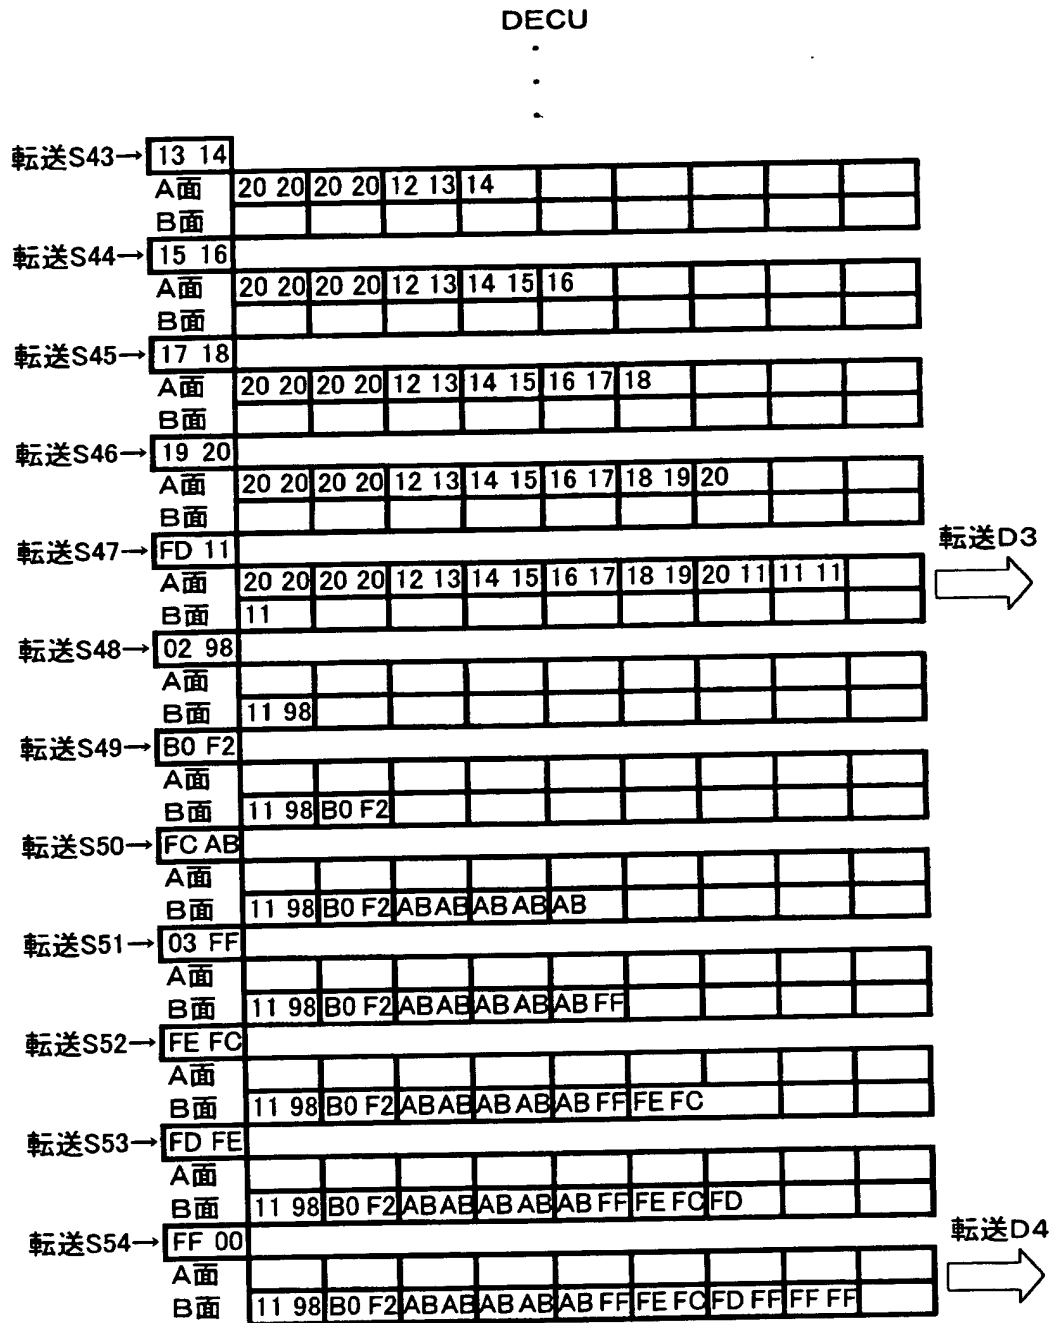 DECU
転送S43→ 13 14
A面 20 20 20 20 12 13 14
B面
転送S44→ 15 16
A面 20 20 20 20 12 13 14 15 16
B面
転送S45→ 17 18
A面 20 20 20 20 12 13 14 15 16 17 18
B面
転送S46→ 19 20
A面 20 20 20 20 12 13 14 15 16 17 18 19 20
B面
転送S47→ FD 11 転送D3
A面 20 20 20 20 12 13 14 15 16 17 18 19 20 11 11 11
B面 11
転送S48→ 02 98
A面
B面 11 98
転送S49→ B0 F2
A面
B面 11 98 B0 F2
転送S50→ FC AB
A面
B面 11 98 B0 F2 AB AB AB AB AB
転送S51→ 03 FF
A面
B面 11 98 B0 F2 AB AB AB AB AB FF
転送S52→ FE FC
A面
B面 11 98 B0 F2 AB AB AB AB AB FF FE FC
転送S53→ FD FE
A面
B面 11 98 B0 F2 AB AB AB AB AB FF FE FC FD
転送S54→ FF 00 転送D4
A面
B面 11 98 B0 F2 AB AB AB AB AB FF FE FC FD FF FF FF